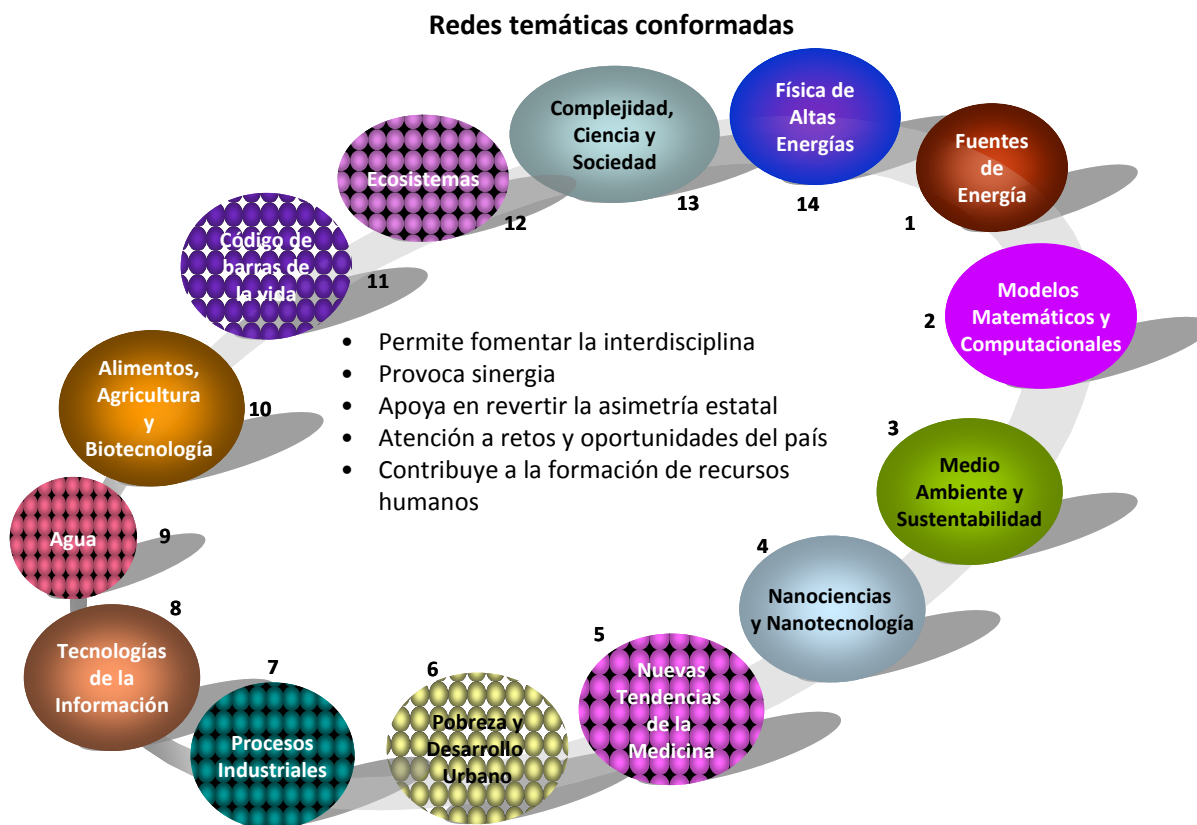 Redes temáticas conformadas
Fuentes
de
Energía
1
Modelos
Matemáticos y
Computacionales
2
Medio
Ambiente y
Sustentabilidad
3
Nanociencias
y Nanotecnología
4
Nuevas
Tendencias
de la
Medicina
5
Pobreza y
Desarrollo
Urbano
6
Procesos
Industriales
7
Tecnologías
de la
Información
8
Agua
9
Alimentos,
Agricultura
y
Biotecnología
10
Código de
barras de
la vida
11
Ecosistemas
12
Complejidad,
Ciencia y
Sociedad
13
Física de
Altas
Energías
14
• Permite fomentar la interdisciplina
• Provoca sinergia
• Apoya en revertir la asimetría estatal
• Atención a retos y oportunidades del país
• Contribuye a la formación de recursos
humanos